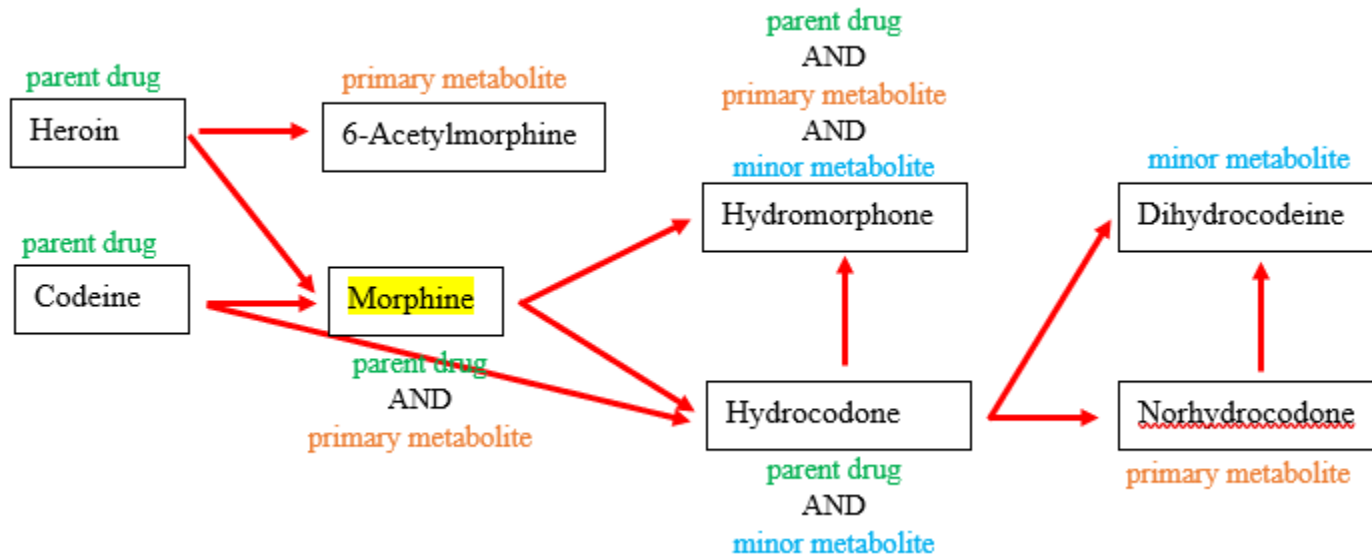 parent drug
Heroin
primary metabolite
6-Acetylmorphine
parent drug
AND
primary metabolite
AND
minor metabolite
Hydromorphone
minor metabolite
Dihydrocodeine
parent drug
Codeine
Morphine
parent drug
AND
primary metabolite
Hydrocodone
parent drug
AND
minor metabolite
Norhydrocodone
primary metabolite